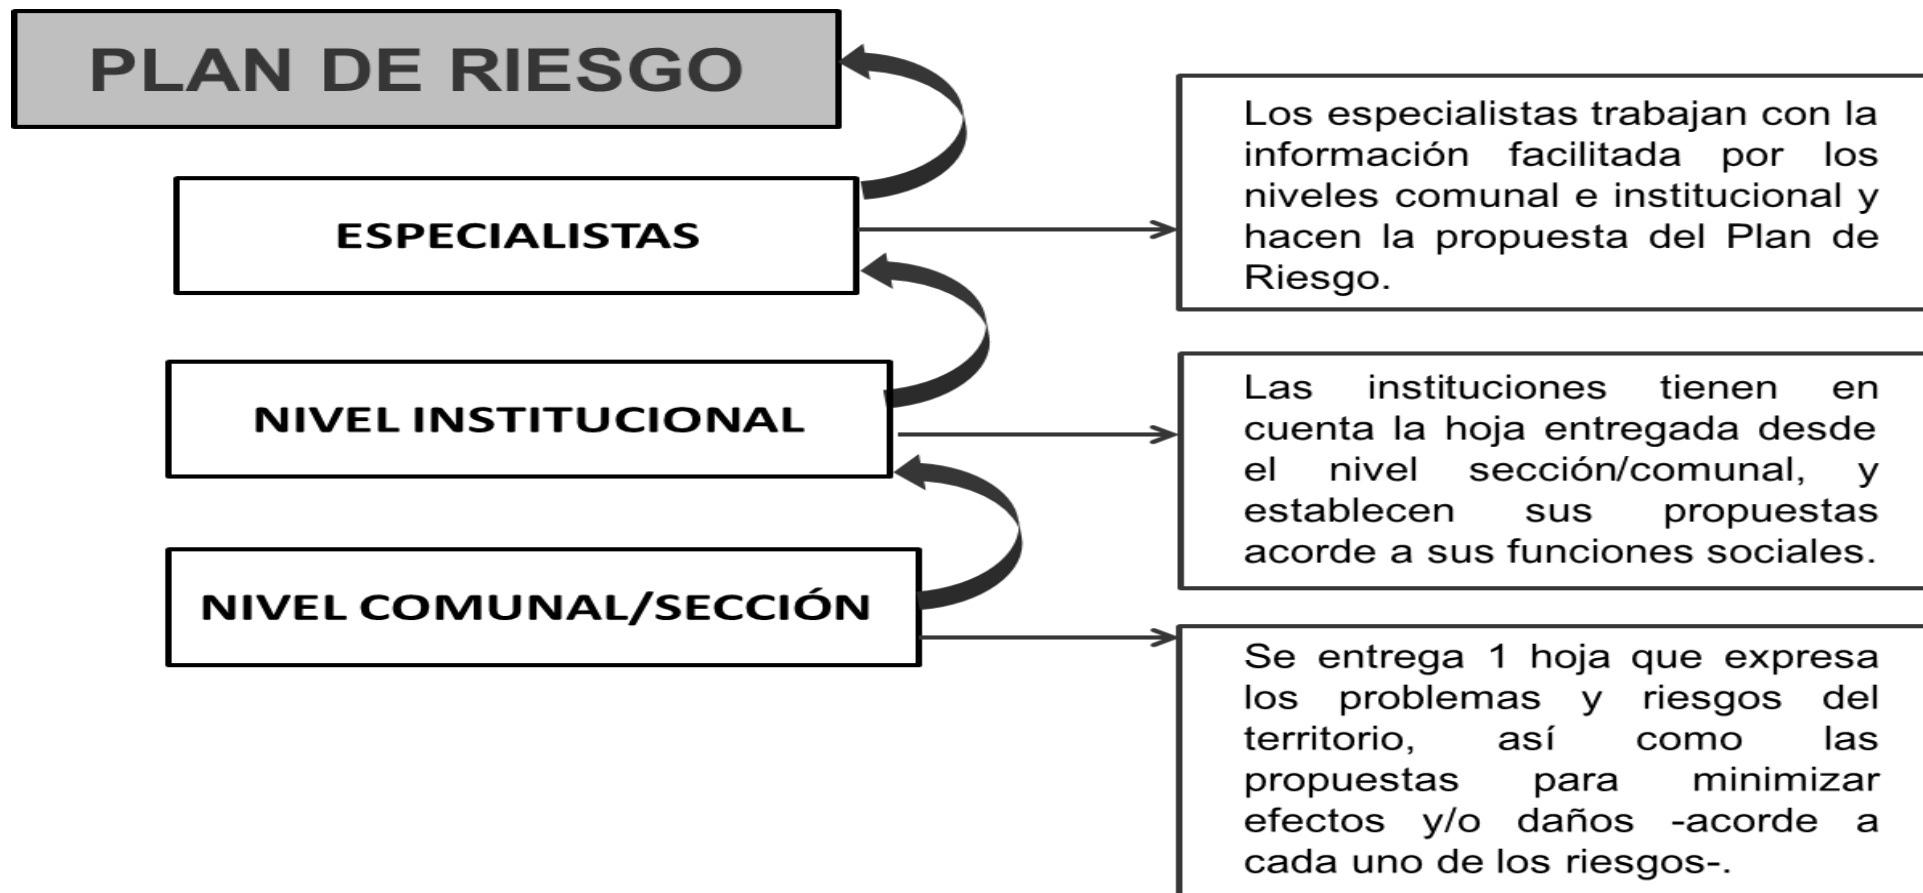 PLAN DE RIESGO
ESPECIALISTAS
Los especialistas trabajan con la
información facilitada por los
niveles comunal e institucional y
hacen la propuesta del Plan de
Riesgo.
NIVEL INSTITUCIONAL
Las instituciones tienen en
cuenta la hoja entregada desde
el nivel sección/comunal, y
establecen sus propuestas
acorde a sus funciones sociales.
NIVEL COMUNAL/SECCIÓN
Se entrega 1 hoja que expresa
los problemas y riesgos del
territorio, así como las
propuestas para minimizar
efectos y/o daños -acorde a
cada uno de los riesgos-.